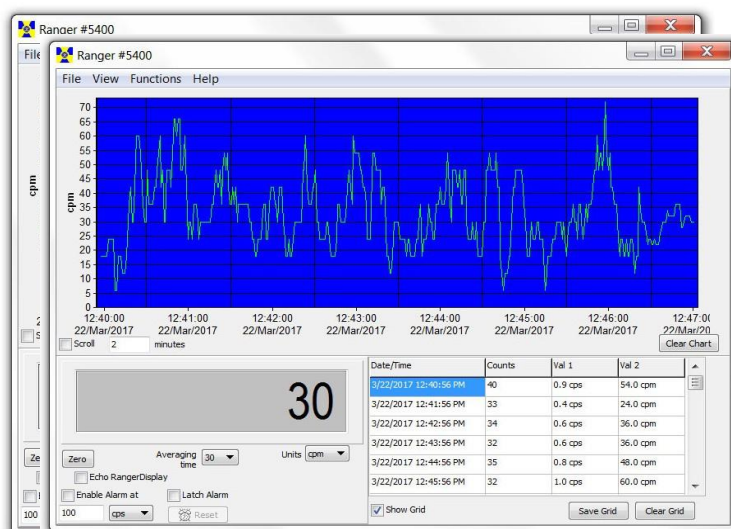 Ranger #5400
File
cpm
Ranger #5400
File View Functions Help
70
65
60
55
50
45
40
35
30
25
20
15
10
5
0
cpm
12:40:00 12:41:00 12:42:00 12:43:00 12:44:00 12:45:00 12:46:00 12:47:0
22/Mar/2017 22/Mar/2017 22/Mar/2017 22/Mar/2017 22/Mar/2017 22/Mar/2017 22/Mar/2017 22/Mar/20
Scroll 2 minutes Clear Chart
30
Date/Time Counts Val 1 Val 2
3/22/2017 12:40:56 PM 40 0.9 cps 54.0 cpm
3/22/2017 12:41:56 PM 33 0.4 cps 24.0 cpm
3/22/2017 12:42:56 PM 34 0.6 cps 36.0 cpm
3/22/2017 12:43:56 PM 32 0.6 cps 36.0 cpm
3/22/2017 12:44:56 PM 35 0.8 cps 48.0 cpm
3/22/2017 12:45:56 PM 32 1.0 cps 60.0 cpm
Ze
Zero Averaging time 30 Units cpm
Echo RangerDisplay
Enable Alarm at Latch Alarm
100
100 cps Reset
Show Grid Save Grid Clear Grid